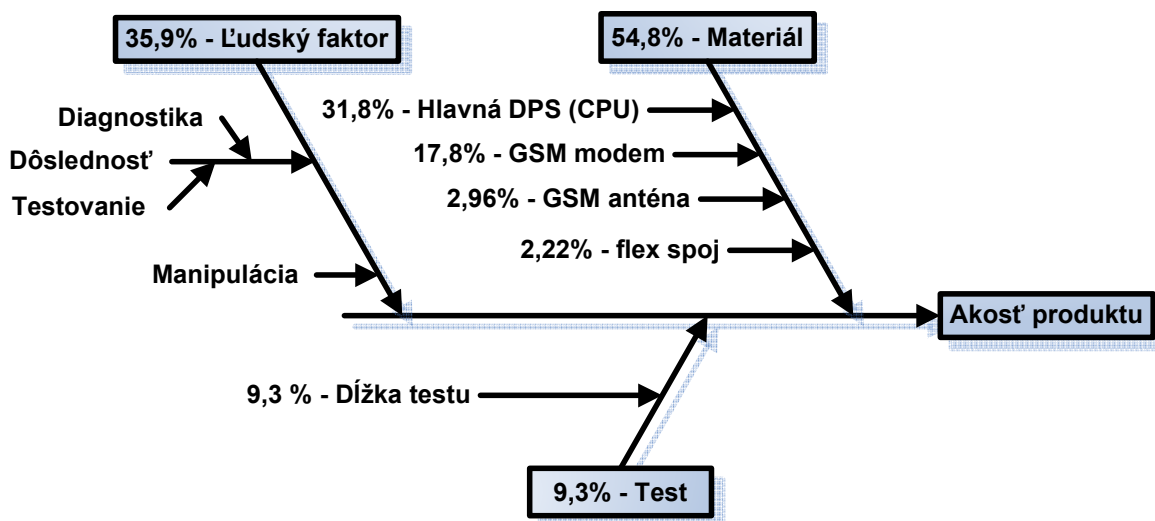 35,9% - Ľudský faktor
54,8% - Materiál
31,8% - Hlavná DPS (CPU)
Diagnostika
17,8% - GSM modem
Dôslednosť
2,96% - GSM anténa
Testovanie
2,22% - flex spoj
Manipulácia
Akosť produktu
9,3 % - Dĺžka testu
9,3% - Test